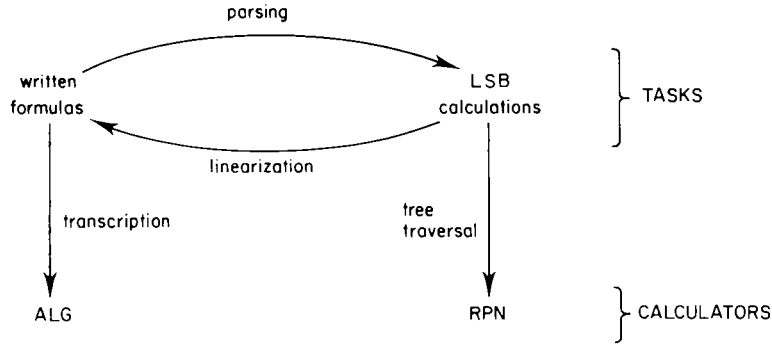 parsing
written
formulas
LSB
calculations
TASKS
linearization
transcription
tree
traversal
ALG
RPN
CALCULATORS